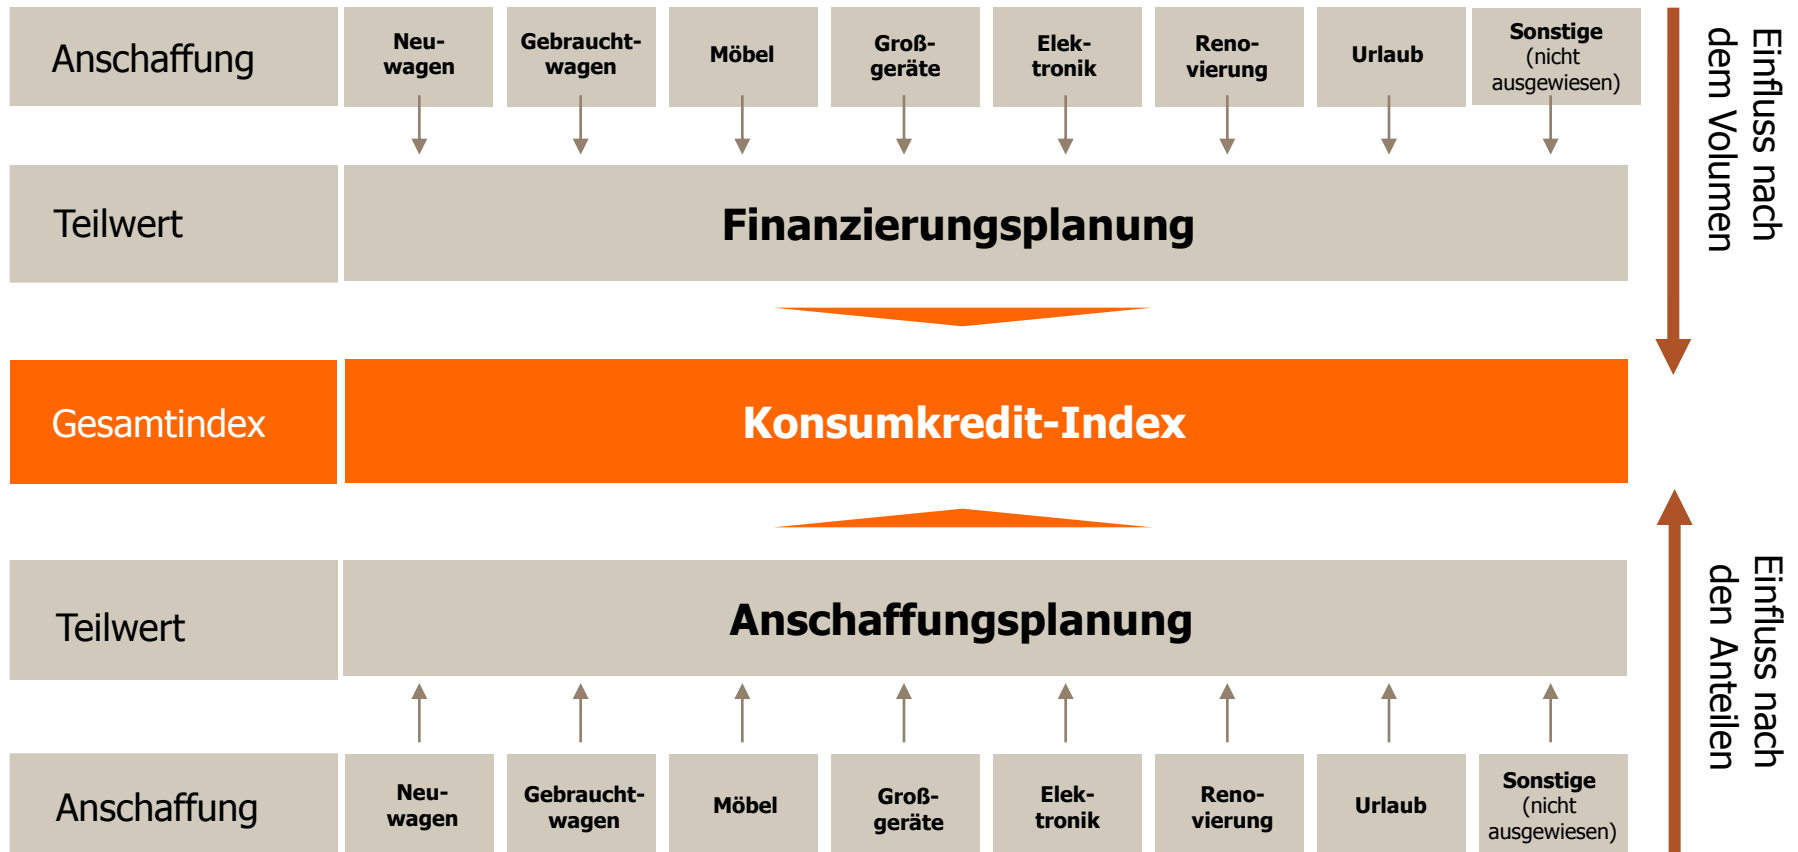 Anschaffung
Neu-
wagen
Gebraucht-
wagen
Möbel
Groß-
geräte
Elek-
tronik
Reno-
vierung
Urlaub
Sonstige
(nicht
ausgewiesen)
Einfluss nach
dem Volumen
Teilwert
Finanzierungsplanung
Gesamtindex
Konsumkredit-Index
Teilwert
Anschaffungsplanung
Einfluss nach
den Anteilen
Anschaffung
Neu-
wagen
Gebraucht-
wagen
Möbel
Groß-
geräte
Elek-
tronik
Reno-
vierung
Urlaub
Sonstige
(nicht
ausgewiesen)